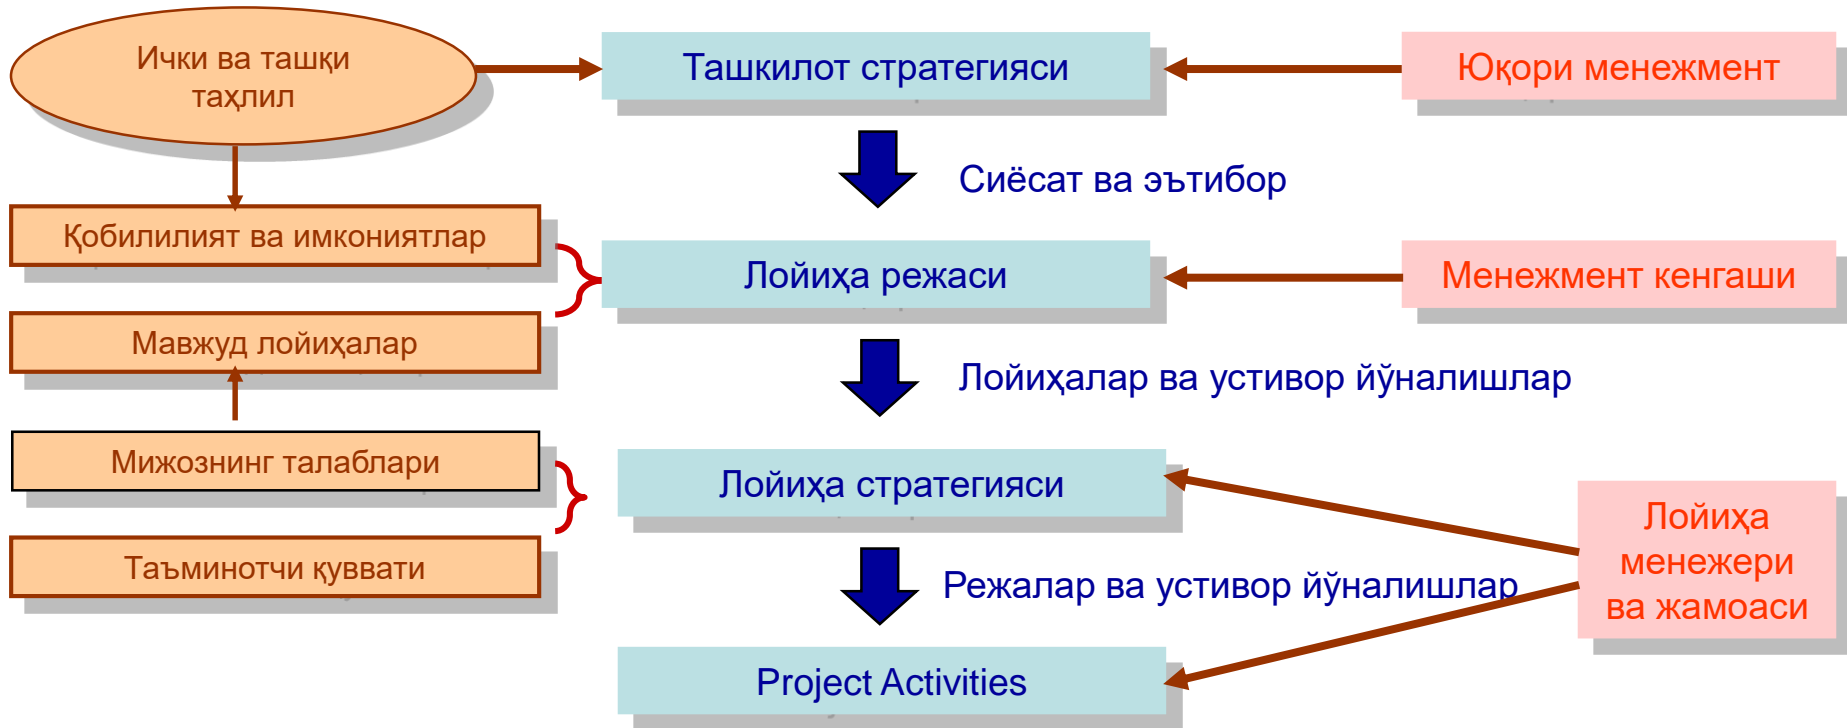 Ички ва ташқи
таҳлил
Ташкилот стратегияси
Юқори менежмент
Сиёсат ва эътибор
Қобилилият ва имкониятлар
Лойиҳа режаси
Менежмент кенгаши
Мавжуд лойиҳалар
Лойиҳалар ва устивор йўналишлар
Мижознинг талаблари
Лойиҳа стратегияси
Лойиҳа
менежери
ва жамоаси
Таъминотчи қуввати
Режалар ва устивор йўналишлар
Project Activities